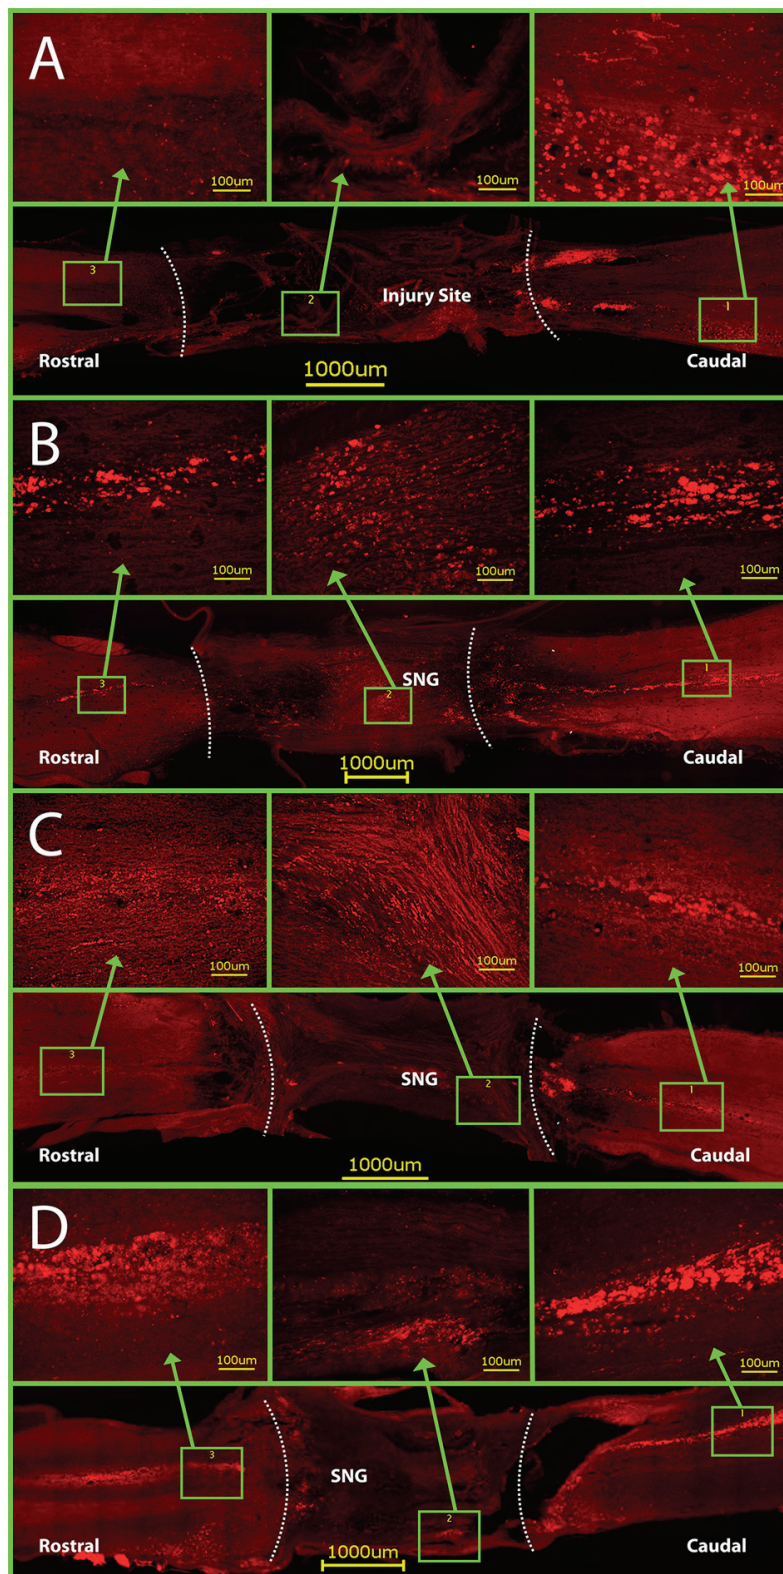 A
100um
100um
100um
3
2
Injury Site
1
Rostral
Caudal
1000um
B
100um
100um
100um
3
SNG
2
1
Rostral
Caudal
1000um
C
100um
100um
100um
3
SNG
2
1
Rostral
Caudal
1000um
D
100um
100um
100um
3
SNG
2
1
Rostral
Caudal
1000um